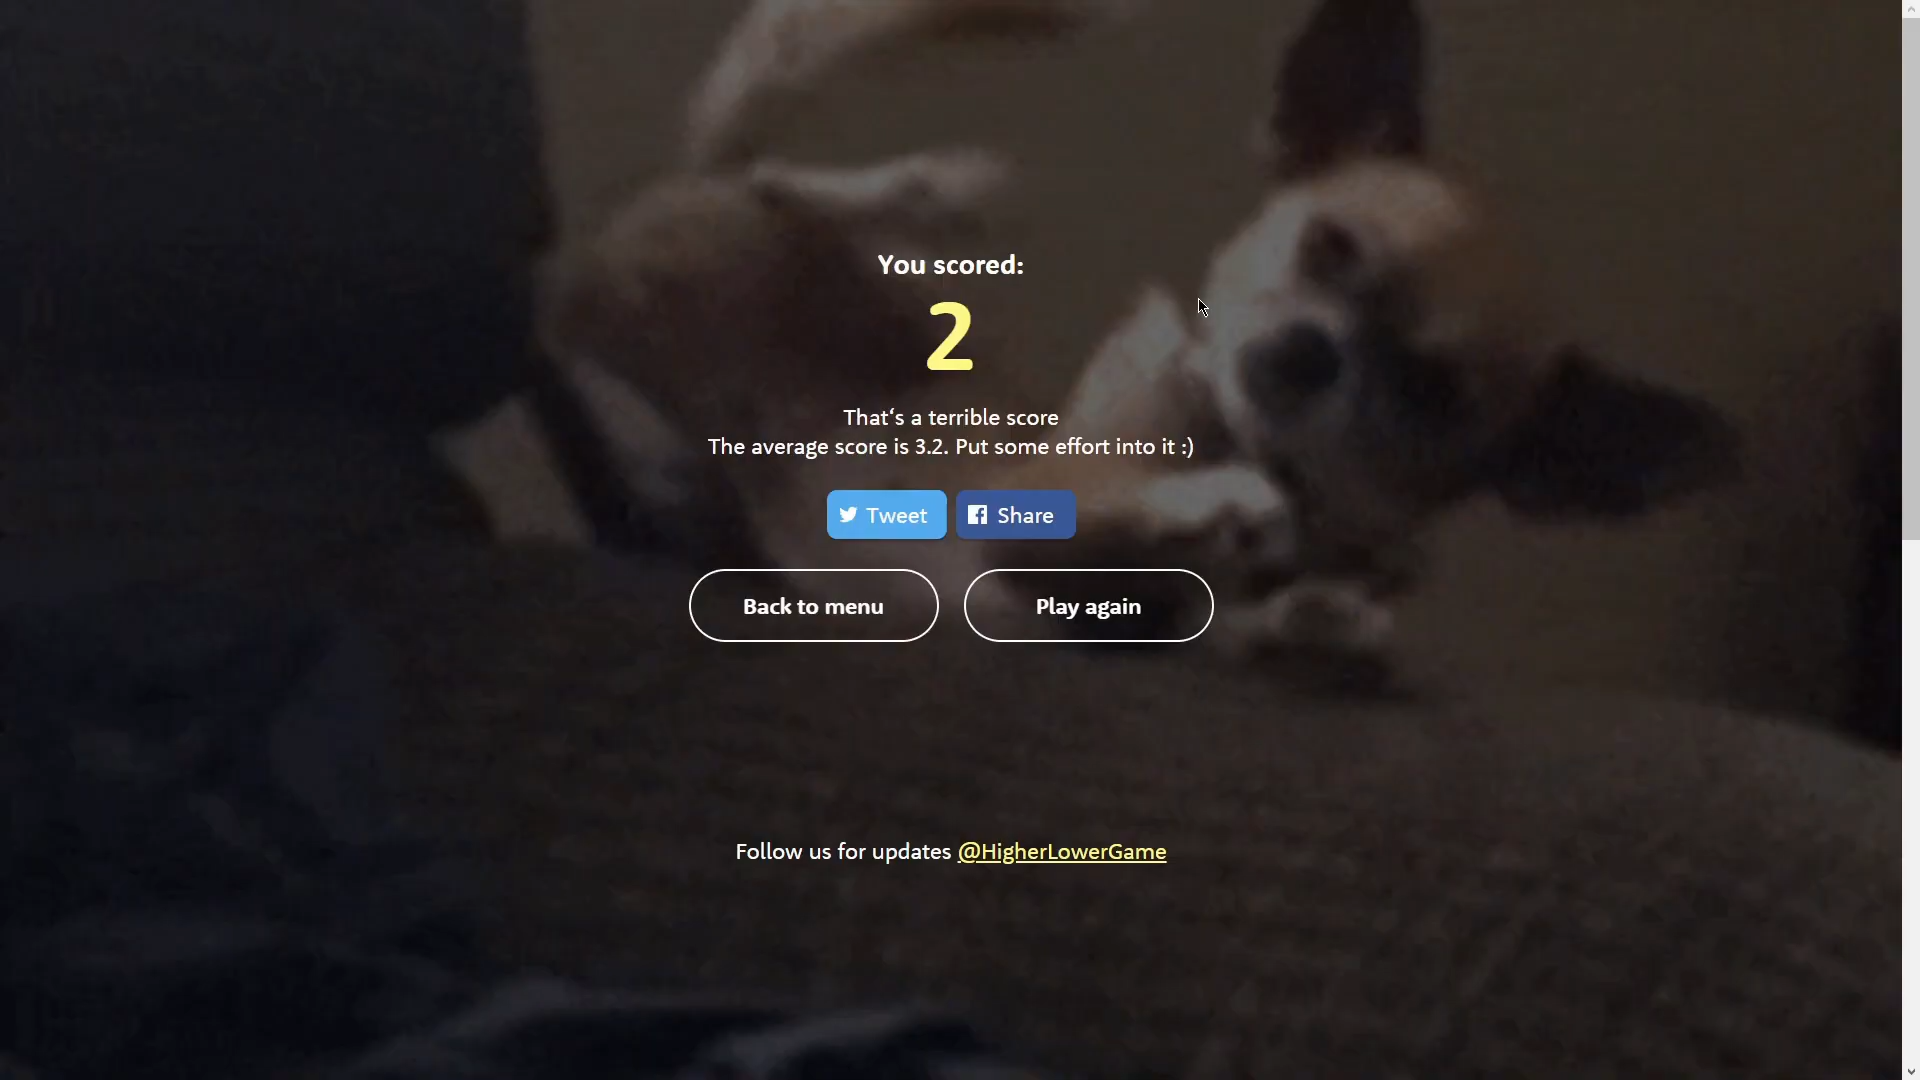 You scored:
2
That‘s a terrible score
The average score is 3.2. Put some effort into it :)
Tweet
Share
Back to menu
Play again
Follow us for updates @HigherLowerGame